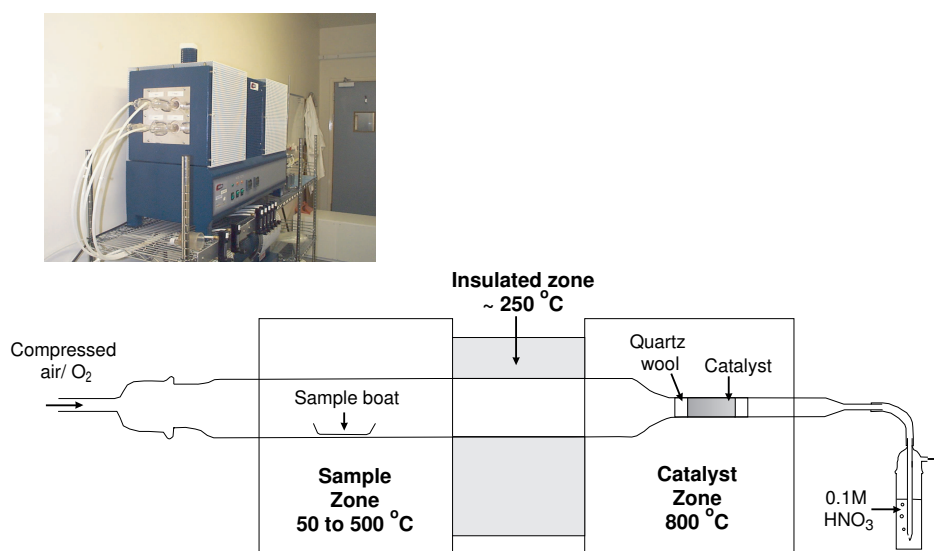 Insulated zone
~ 250 °C
Compressed
air/ O₂
Sample boat
Quartz
wool
Catalyst
Sample
Zone
50 to 500 °C
Catalyst
Zone
800 °C
0.1M
HNO₃